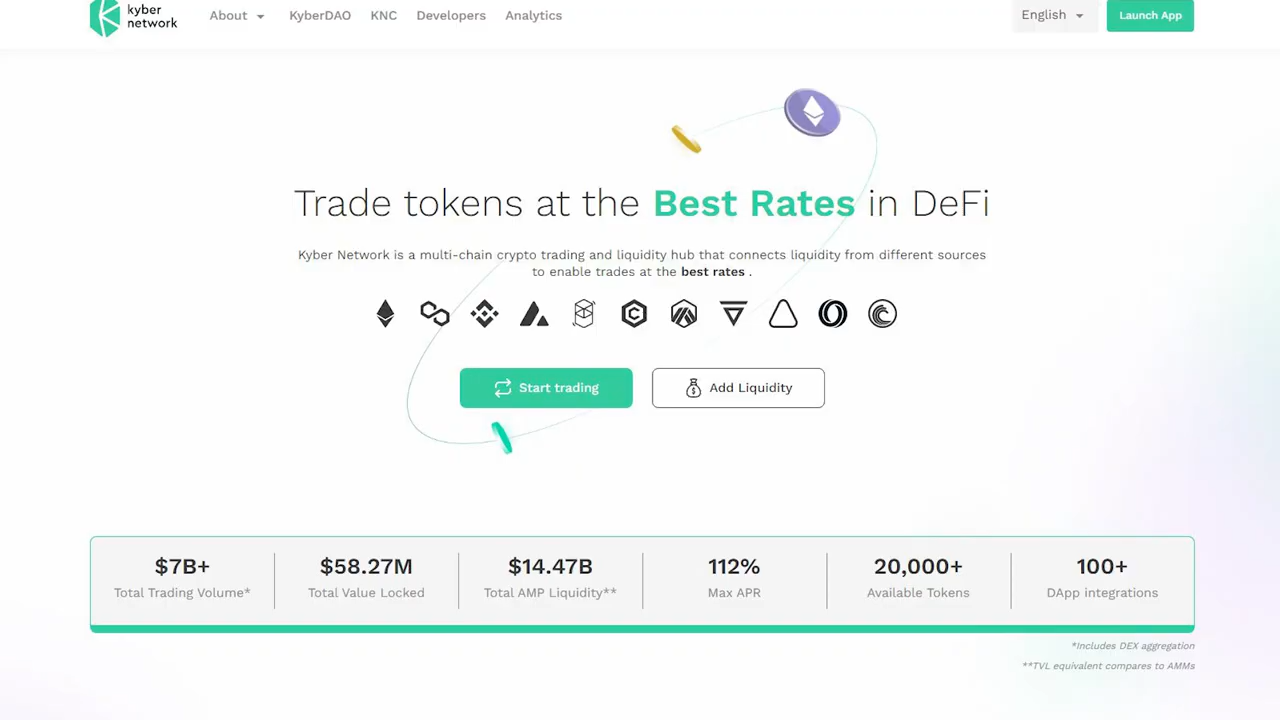 kyber
network
About
KyberDAO
KNC
Developers
Analytics
English
Launch App
Trade tokens at the Best Rates in DeFi
Kyber Network is a multi-chain crypto trading and liquidity hub that connects liquidity from different sources
to enable trades at the best rates .
Start trading
Add Liquidity
$7B+
Total Trading Volume*
$58.27M
Total Value Locked
$14.47B
Total AMP Liquidity**
112%
Max APR
20,000+
Available Tokens
100+
DApp integrations
*Includes DEX aggregation
**TVL equivalent compares to AMMs